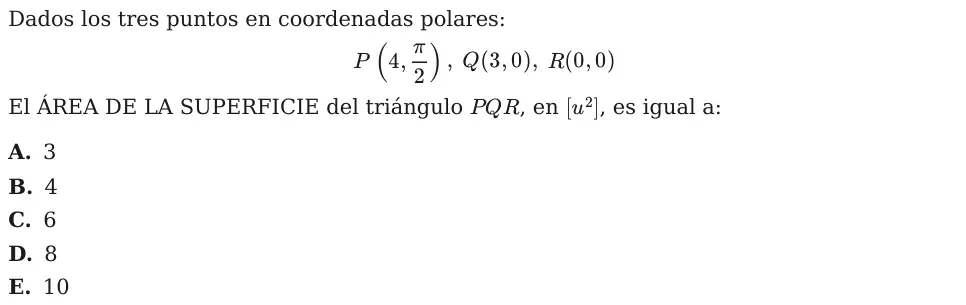 Dados los tres puntos en coordenadas polares:
P(4, π/2), Q(3,0), R(0,0)
El ÁREA DE LA SUPERFICIE del triángulo PQR, en [u²], es igual a:
A. 3
B. 4
C. 6
D. 8
E. 10